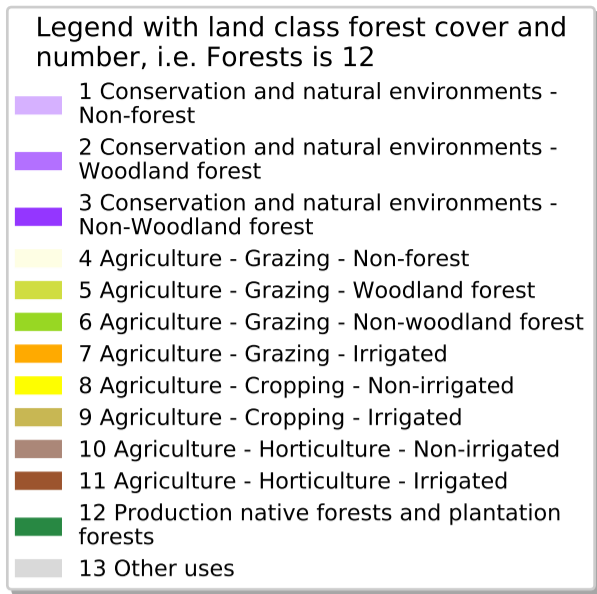 Legend with land class forest cover and
number, i.e. Forests is 12
1 Conservation and natural environments -
Non-forest
2 Conservation and natural environments -
Woodland forest
3 Conservation and natural environments -
Non-Woodland forest
4 Agriculture - Grazing - Non-forest
5 Agriculture - Grazing - Woodland forest
6 Agriculture - Grazing - Non-woodland forest
7 Agriculture - Grazing - Irrigated
8 Agriculture - Cropping - Non-irrigated
9 Agriculture - Cropping - Irrigated
10 Agriculture - Horticulture - Non-irrigated
11 Agriculture - Horticulture - Irrigated
12 Production native forests and plantation
forests
13 Other uses